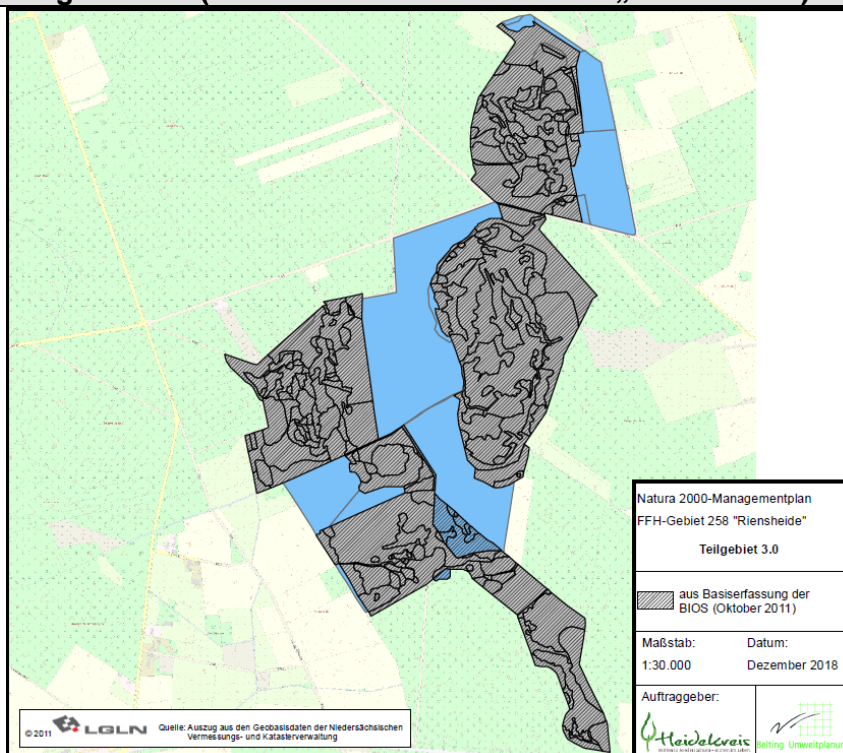 Natura 2000-Managementplan
FFH-Gebiet 258 "Riensheide"
Teilgebiet 3.0
aus Basiserfassung der
BIOS (Oktober 2011)
Maßstab:
Datum:
1:30.000
Dezember 2018
Auftraggeber:
Heidekreis
Belting Umweltplanun
© 2011
LGLN
Quelle: Auszug aus den Geobasisdaten der Niedersächsischen
Vermessungs- und Katasterverwaltung